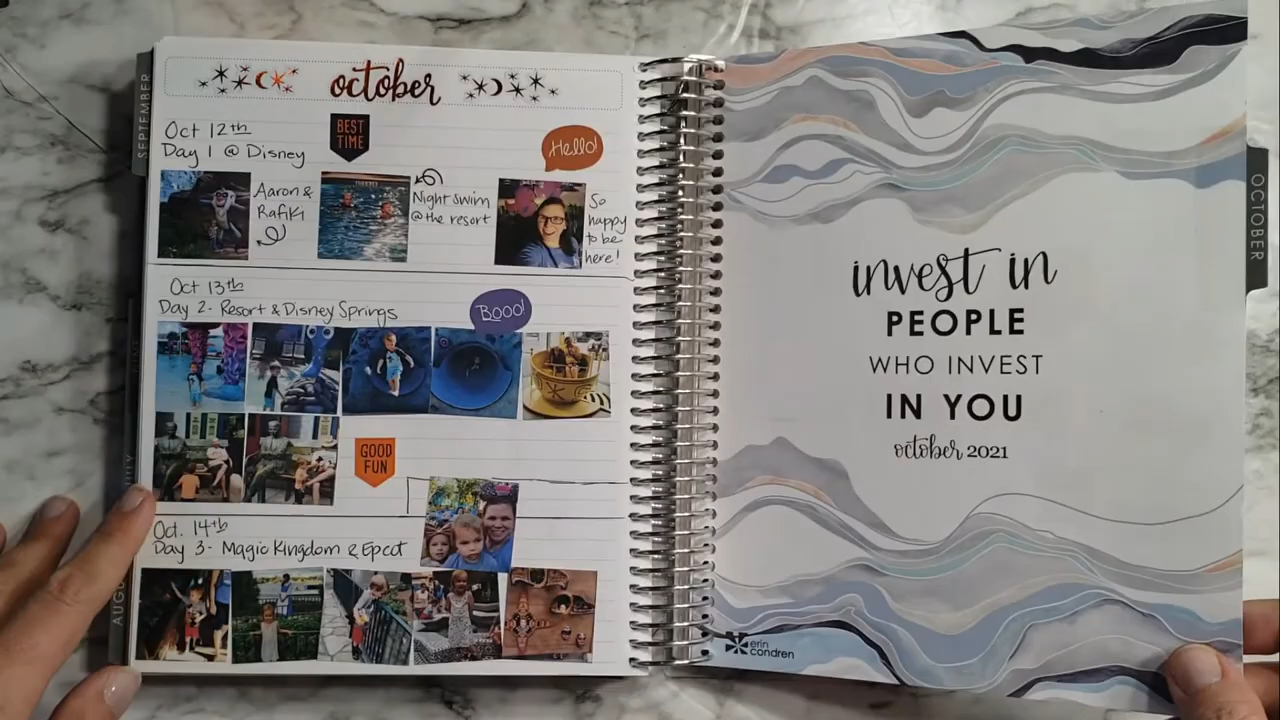 SEPTEMBER
october
Oct 12th
Day 1 @ Disney
BEST
TIME
Hello!
Aaron &
Rafiki
Night swim
@ the resort
So
happy
to be
here!
Oct 13th
Day 2 - Resort & Disney Springs
Booo!
GOOD
FUN
Oct. 14th
Day 3 - Magic Kingdom & Epcot
invest in
PEOPLE
WHO INVEST
IN YOU
october 2021
erin
condren
OCTOBER